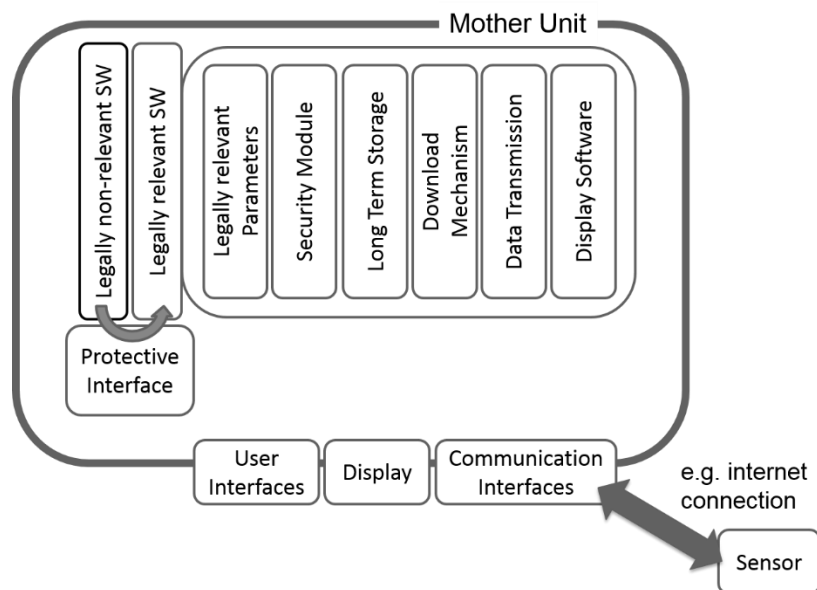 Mother Unit
Legally non-relevant SW
Legally relevant SW
Legally relevant
Parameters
Security Module
Long Term Storage
Download
Mechanism
Data Transmission
Display Software
Protective
Interface
User
Interfaces
Display
Communication
Interfaces
e.g. internet
connection
Sensor